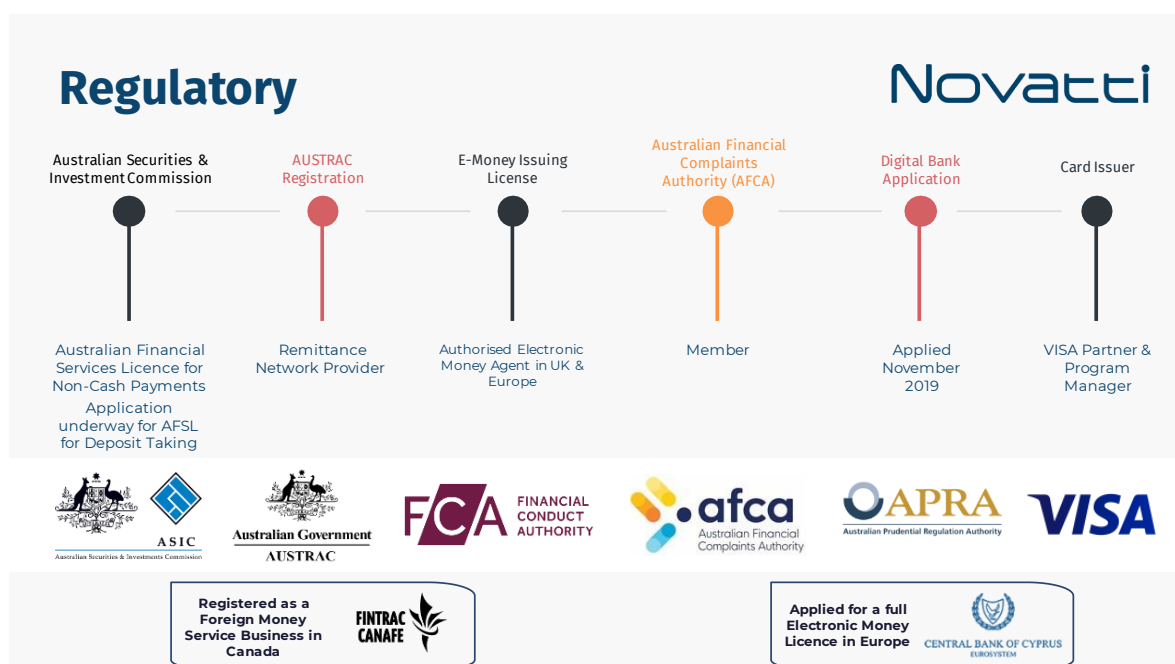 Regulatory
Novatti
Australian Securities &
Investment Commission
AUSTRAC
Registration
E-Money Issuing
License
Australian Financial
Complaints
Authority (AFCA)
Digital Bank
Application
Card Issuer
Australian Financial
Services Licence for
Non-Cash Payments
Application
underway for AFSL
for Deposit Taking
Remittance
Network Provider
Authorised Electronic
Money Agent in UK &
Europe
Member
Applied
November
2019
VISA Partner &
Program
Manager
ASIC
Australian Securities & Investments Commission
Australian Government
AUSTRAC
FCA
FINANCIAL
CONDUCT
AUTHORITY
afca
Australian Financial
Complaints Authority
APRA
Australian Prudential Regulation Authority
VISA
Registered as a
Foreign Money
Service Business in
Canada
FINTRAC
CANAFE
Applied for a full
Electronic Money
Licence in Europe
CENTRAL BANK OF CYPRUS
EUROSYSTEM